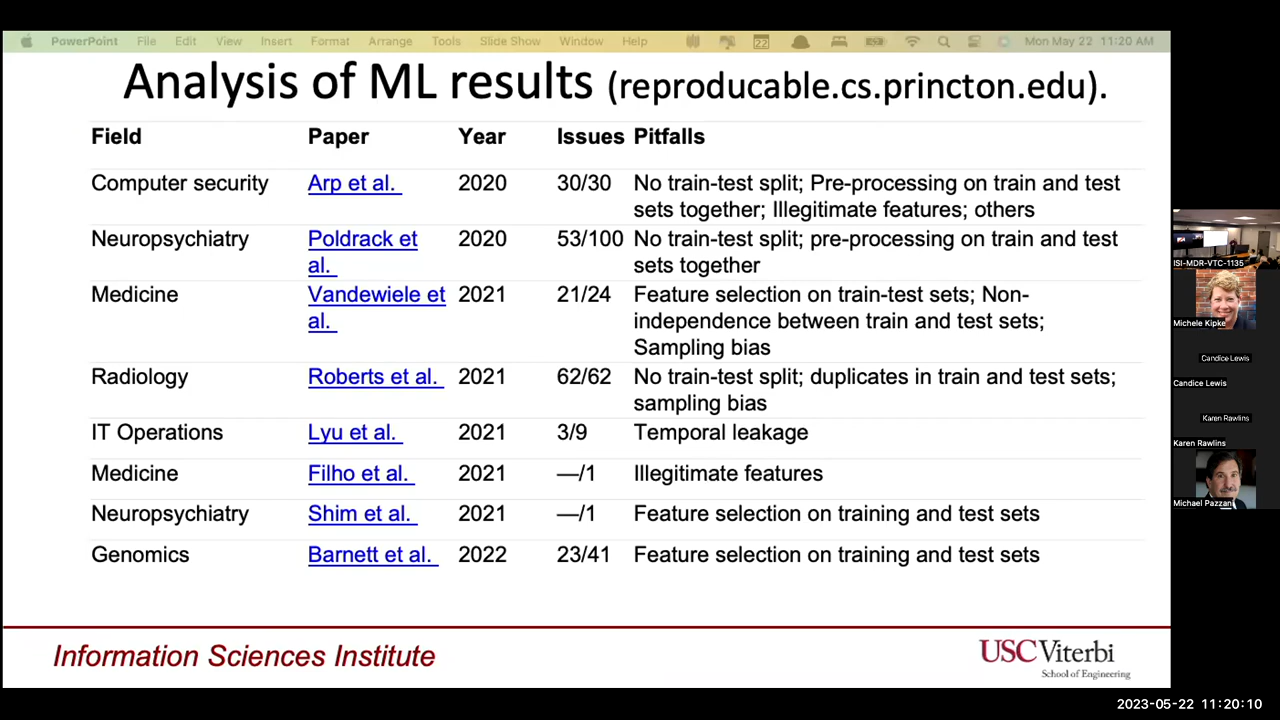 PowerPoint File Edit View Insert Format Arrange Tools Slide Show Window Help 22 Mon May 22 11:20 AM
Analysis of ML results (reproducable.cs.princton.edu).
Field Paper Year Issues Pitfalls
Computer security Arp et al. 2020 30/30 No train-test split; Pre-processing on train and test
sets together; Illegitimate features; others
Neuropsychiatry Poldrack et 2020 53/100 No train-test split; pre-processing on train and test
al. sets together
Medicine Vandewiele et 2021 21/24 Feature selection on train-test sets; Non-
al. independence between train and test sets;
Sampling bias
Radiology Roberts et al. 2021 62/62 No train-test split; duplicates in train and test sets;
sampling bias
IT Operations Lyu et al. 2021 3/9 Temporal leakage
Medicine Filho et al. 2021 —/1 Illegitimate features
Neuropsychiatry Shim et al. 2021 —/1 Feature selection on training and test sets
Genomics Barnett et al. 2022 23/41 Feature selection on training and test sets
Information Sciences Institute
USC Viterbi
School of Engineering
ISI-MDR-VTC-1135
Michele Kipke
Candice Lewis
Candice Lewis
Karen Rawlins
Karen Rawlins
Michael Pazzani
2023-05-22 11:20:10